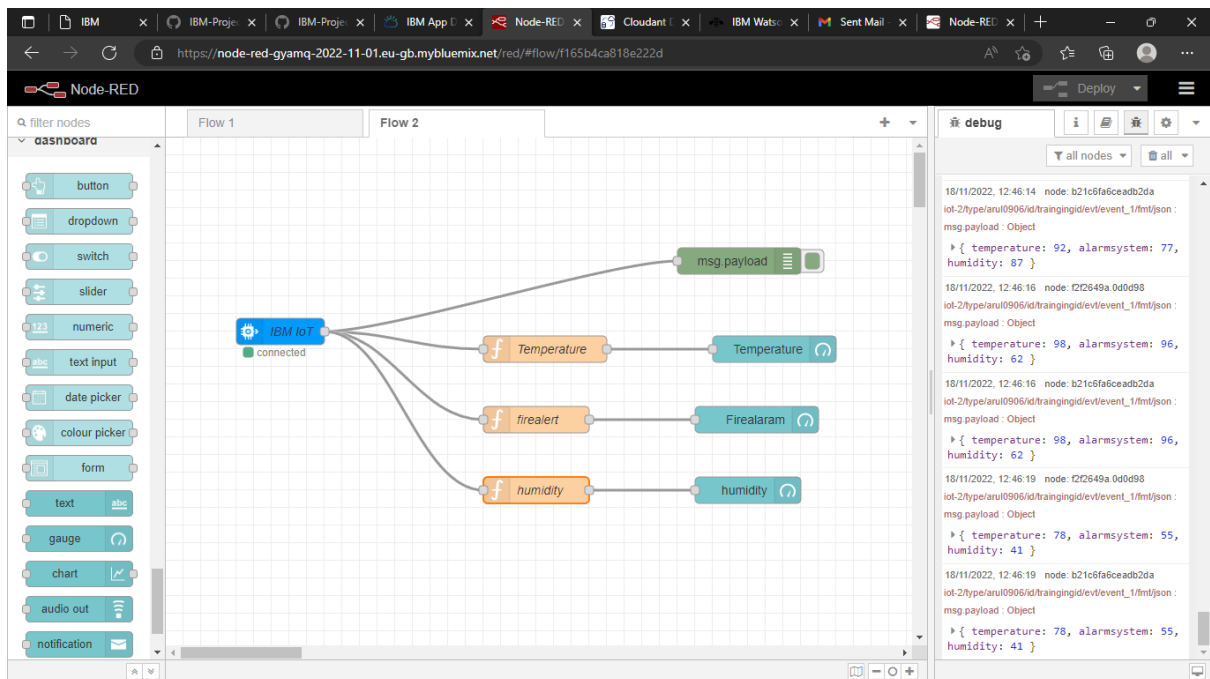 IBM
IBM-Projec
IBM-Projec
IBM App D
Node-RED
Cloudant
IBM Watso
Sent Mail -
Node-RED
https://node-red-gyamq-2022-11-01.eu-gb.mybluemix.net/red/#flow/f165b4ca818e222d
Node-RED
Deploy
filter nodes
dashboard
button
dropdown
switch
slider
123 numeric
abc text input
date picker
colour picker
form
text abc
gauge
chart
audio out
notification
Flow 1
Flow 2
msg.payload
IBM IoT
connected
f Temperature
Temperature
f firealert
Firealaram
f humidity
humidity
debug
i
all nodes
all
18/11/2022, 12:46:14 node: b21c6fa6ceadb2da
iot-2/type/arul0906/id/traingingid/evt/event_1/fmt/json :
msg.payload : Object
{ temperature: 92, alarmsystem: 77,
humidity: 87 }
18/11/2022, 12:46:16 node: f2f2649a.0d0d98
iot-2/type/arul0906/id/traingingid/evt/event_1/fmt/json :
msg.payload : Object
{ temperature: 98, alarmsystem: 96,
humidity: 62 }
18/11/2022, 12:46:16 node: b21c6fa6ceadb2da
iot-2/type/arul0906/id/traingingid/evt/event_1/fmt/json :
msg.payload : Object
{ temperature: 98, alarmsystem: 96,
humidity: 62 }
18/11/2022, 12:46:19 node: f2f2649a.0d0d98
iot-2/type/arul0906/id/traingingid/evt/event_1/fmt/json :
msg.payload : Object
{ temperature: 78, alarmsystem: 55,
humidity: 41 }
18/11/2022, 12:46:19 node: b21c6fa6ceadb2da
iot-2/type/arul0906/id/traingingid/evt/event_1/fmt/json :
msg.payload : Object
{ temperature: 78, alarmsystem: 55,
humidity: 41 }